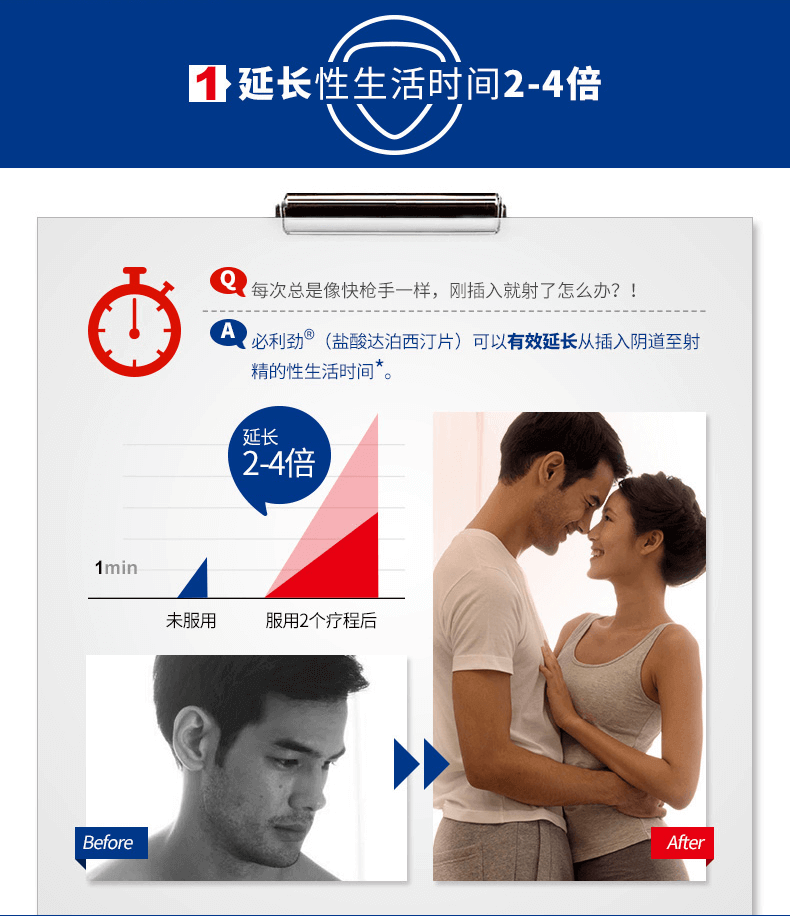 1 延长性生活时间2-4倍
Q 每次总是像快枪手一样，刚插入就射了怎么办？！
A 必利劲®（盐酸达泊西汀片）可以有效延长从插入阴道至射
精的性生活时间*。
延长
2-4倍
1min
未服用 服用2个疗程后
Before
After